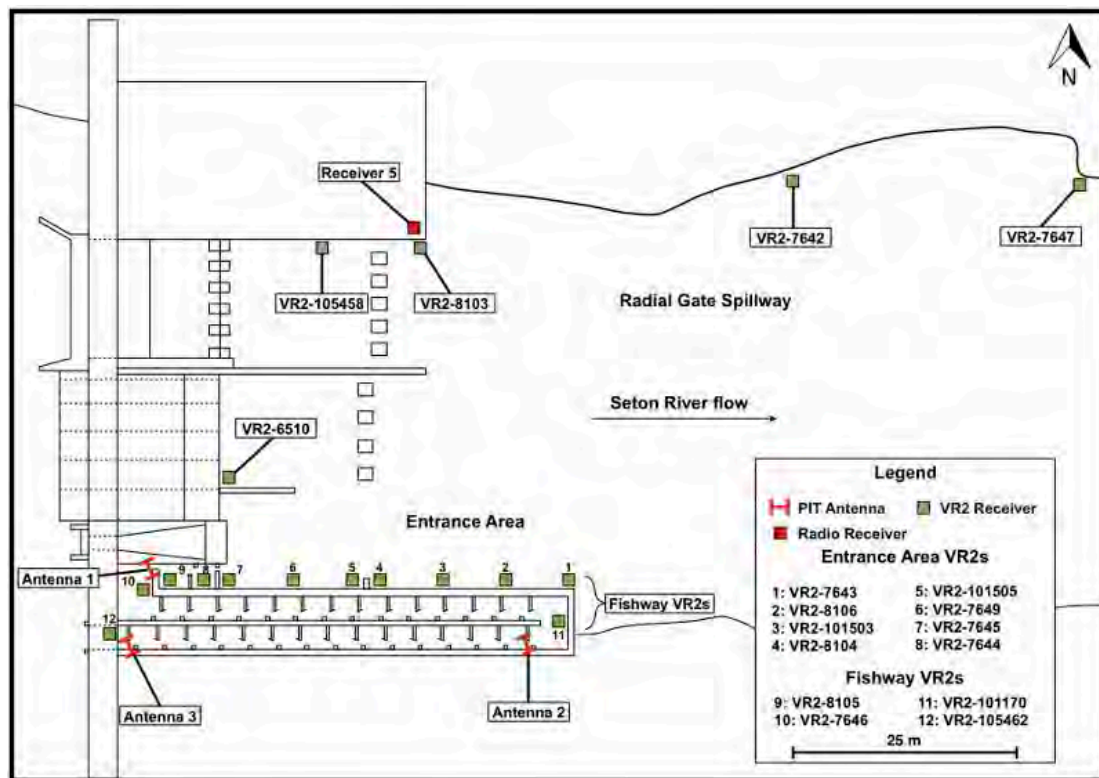 N
Receiver 5
VR2-7642
VR2-7647
VR2-105458
VR2-8103
Radial Gate Spillway
Seton River flow
VR2-6510
Entrance Area
Antenna 1
10
9
8
7
6
5
4
3
2
1
Fishway VR2s
12
11
Antenna 3
Antenna 2
Legend
PIT Antenna
VR2 Receiver
Radio Receiver
Entrance Area VR2s
1: VR2-7643 5: VR2-101505
2: VR2-8106 6: VR2-7649
3: VR2-101503 7: VR2-7645
4: VR2-8104 8: VR2-7644
Fishway VR2s
9: VR2-8105 11: VR2-101170
10: VR2-7646 12: VR2-105462
25 m